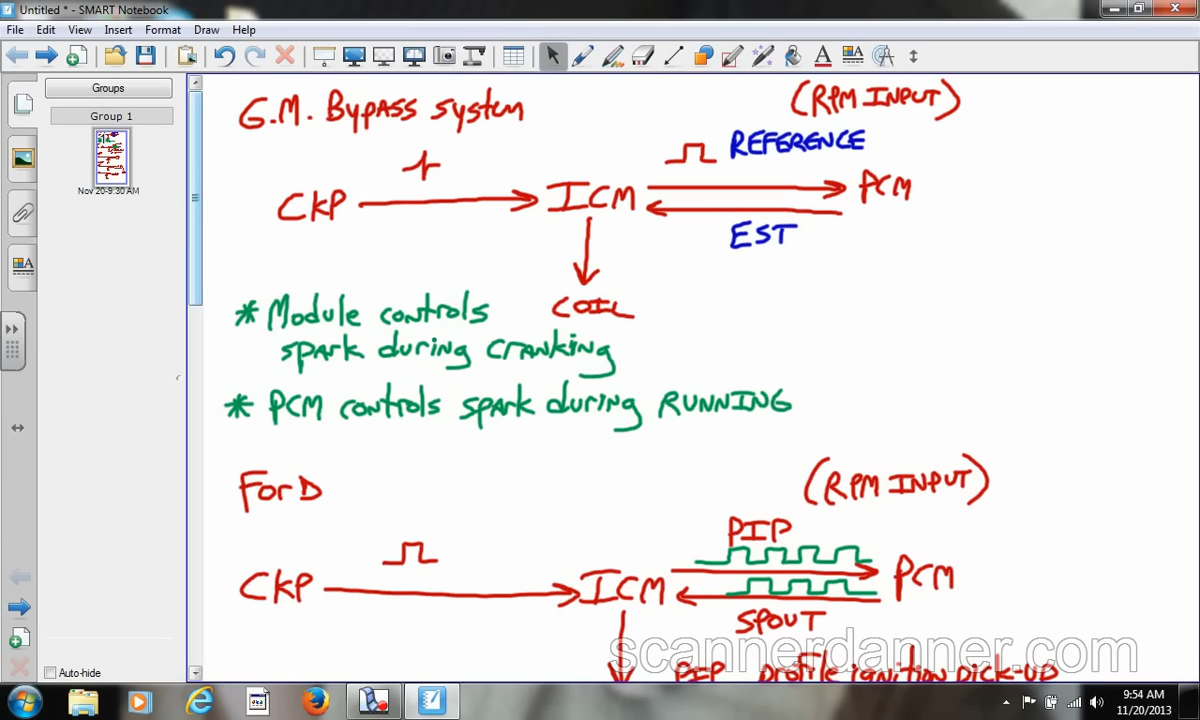 Untitled * - SMART Notebook
File Edit View Insert Format Draw Help
Groups
Group 1
Nov 20-9:30 AM
G.M. Bypass system
(RPM INPUT)
REFERENCE
CKP ICM PCM
EST
COIL
* Module controls
spark during cranking
* PCM controls spark during RUNNING
Ford
(RPM INPUT)
PIP
CKP ICM PCM
SPOUT
scannerdanner.com
PIP profile ignition pick-up
Auto-hide
9:54 AM
11/20/2013